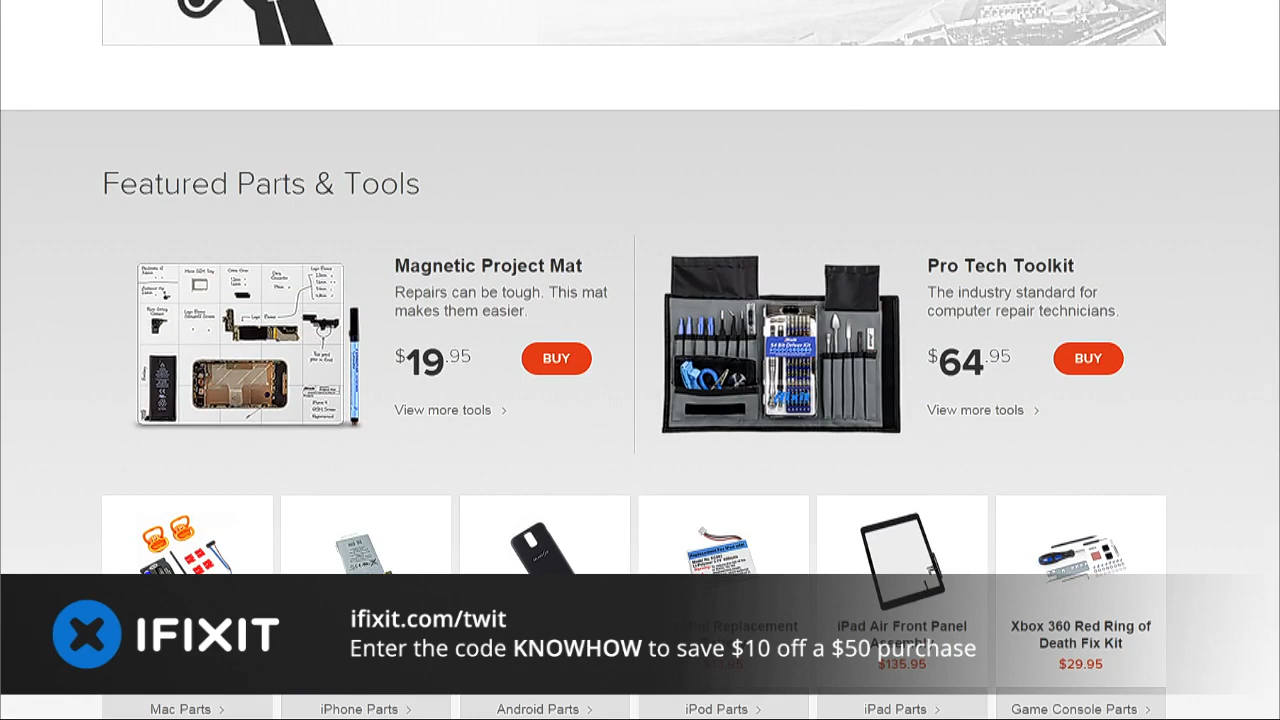 Featured Parts & Tools
Magnetic Project Mat
Repairs can be tough. This mat
makes them easier.
$19.95
BUY
View more tools
Pro Tech Toolkit
The industry standard for
computer repair technicians.
$64.95
BUY
View more tools
IFIXIT
ifixit.com/twit
Enter the code KNOWHOW to save $10 off a $50 purchase
Replacement
iPad Air Front Panel
Assembly
$135.95
Xbox 360 Red Ring of
Death Fix Kit
$29.95
Mac Parts
iPhone Parts
Android Parts
iPod Parts
iPad Parts
Game Console Parts